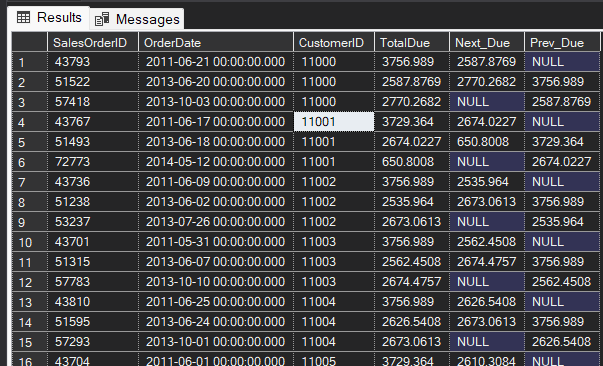 Results Messages
SalesOrderID OrderDate CustomerID TotalDue Next_Due Prev_Due
1 43793 2011-06-21 00:00:00.000 11000 3756.989 2587.8769 NULL
2 51522 2013-06-20 00:00:00.000 11000 2587.8769 2770.2682 3756.989
3 57418 2013-10-03 00:00:00.000 11000 2770.2682 NULL 2587.8769
4 43767 2011-06-17 00:00:00.000 11001 3729.364 2674.0227 NULL
5 51493 2013-06-18 00:00:00.000 11001 2674.0227 650.8008 3729.364
6 72773 2014-05-12 00:00:00.000 11001 650.8008 NULL 2674.0227
7 43736 2011-06-09 00:00:00.000 11002 3756.989 2535.964 NULL
8 51238 2013-06-02 00:00:00.000 11002 2535.964 2673.0613 3756.989
9 53237 2013-07-26 00:00:00.000 11002 2673.0613 NULL 2535.964
10 43701 2011-05-31 00:00:00.000 11003 3756.989 2562.4508 NULL
11 51315 2013-06-07 00:00:00.000 11003 2562.4508 2674.4757 3756.989
12 57783 2013-10-10 00:00:00.000 11003 2674.4757 NULL 2562.4508
13 43810 2011-06-25 00:00:00.000 11004 3756.989 2626.5408 NULL
14 51595 2013-06-24 00:00:00.000 11004 2626.5408 2673.0613 3756.989
15 57293 2013-10-01 00:00:00.000 11004 2673.0613 NULL 2626.5408
16 43704 2011-06-01 00:00:00.000 11005 3729.364 2610.3084 NULL